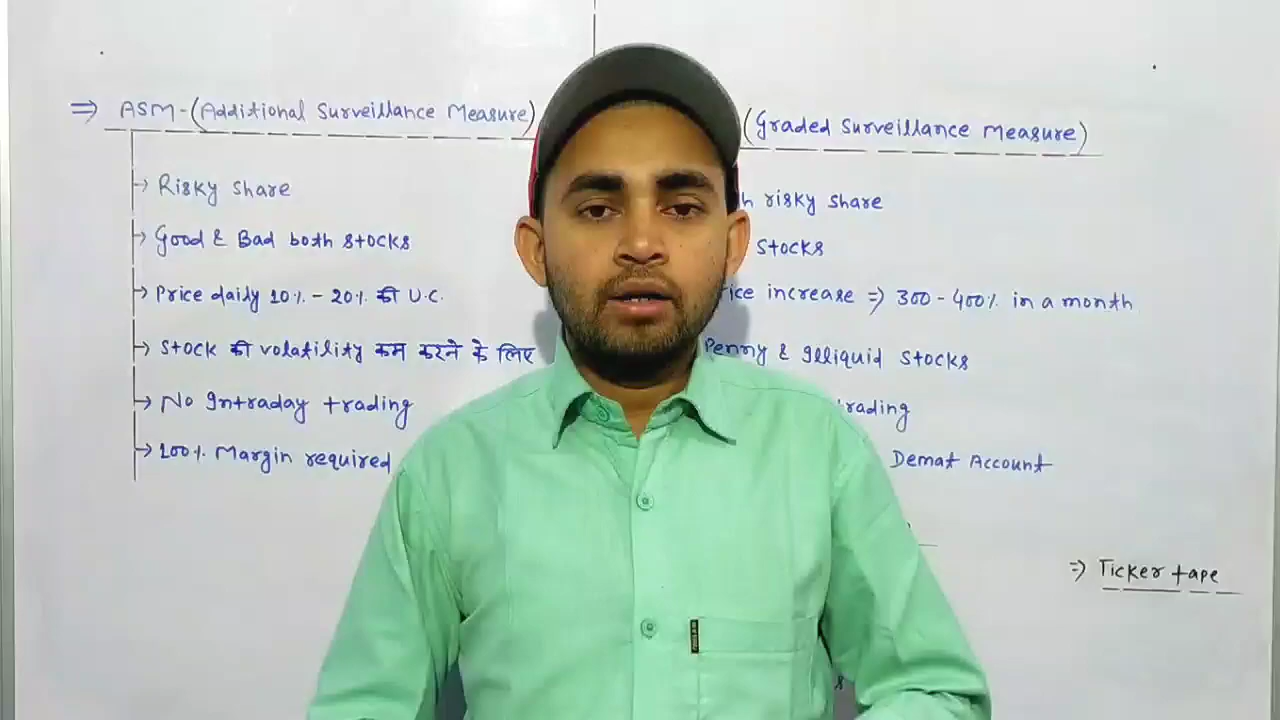 ⇒ ASM - (Additional Surveillance Measure)
→ Risky share
→ Good & Bad both stocks
→ Price daily 10% - 20% की U.C.
→ Stock की volatility कम करने के लिए
→ No Intraday trading
→ 100% Margin required
(Graded Surveillance Measure)
risky share
stocks
increase ⇒ 300 - 400% in a month
Penny & Illiquid stocks
Demat Account
⇒ Ticker tape